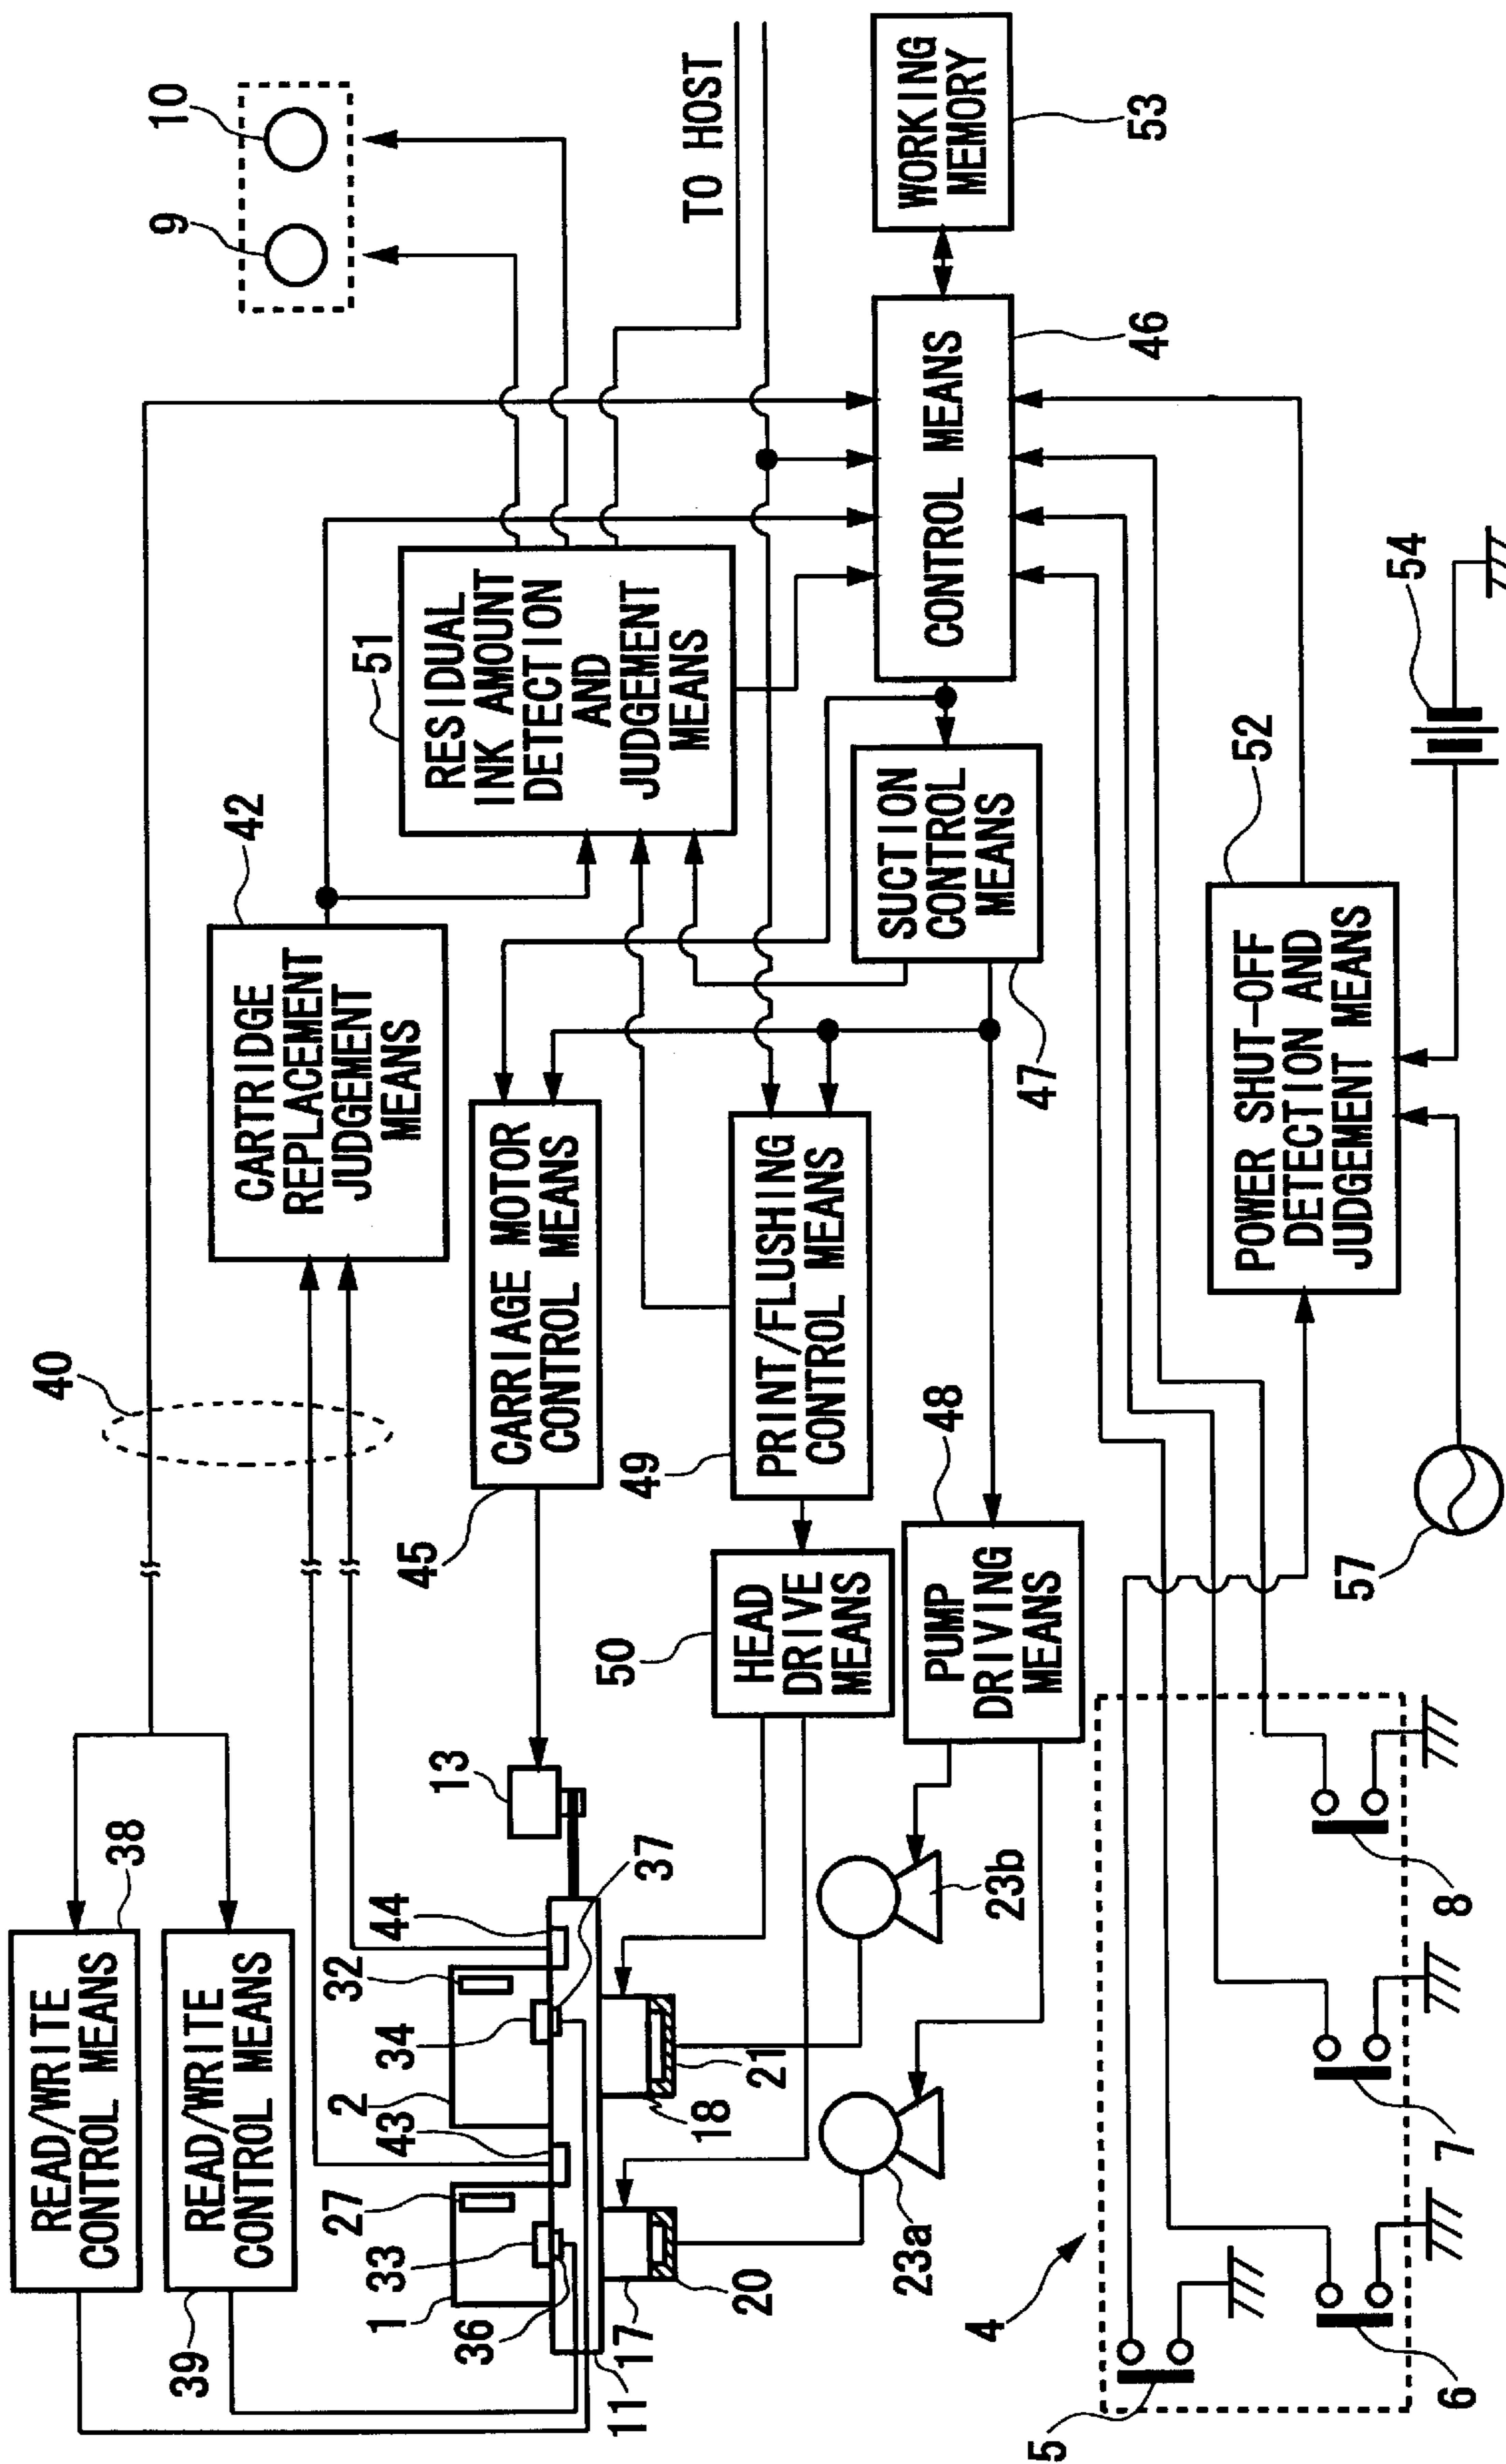 READ/WRITE
CONTROL MEANS
38
READ/WRITE
CONTROL MEANS
39
40
CARTRIDGE
REPLACEMENT
JUDGEMENT
MEANS
42
9
10
RESIDUAL
INK AMOUNT
DETECTION
AND
JUDGEMENT
MEANS
51
TO HOST
1
33
27
43
2
34
32
44
36
37
13
11
17
20
18
21
CARRIAGE MOTOR
CONTROL MEANS
45
PRINT/FLUSHING
CONTROL MEANS
49
HEAD
DRIVE
MEANS
50
PUMP
DRIVING
MEANS
48
23a
23b
SUCTION
CONTROL
MEANS
47
CONTROL MEANS
46
WORKING
MEMORY
53
4
5
6
7
8
POWER SHUT-OFF
DETECTION AND
JUDGEMENT MEANS
52
54
57